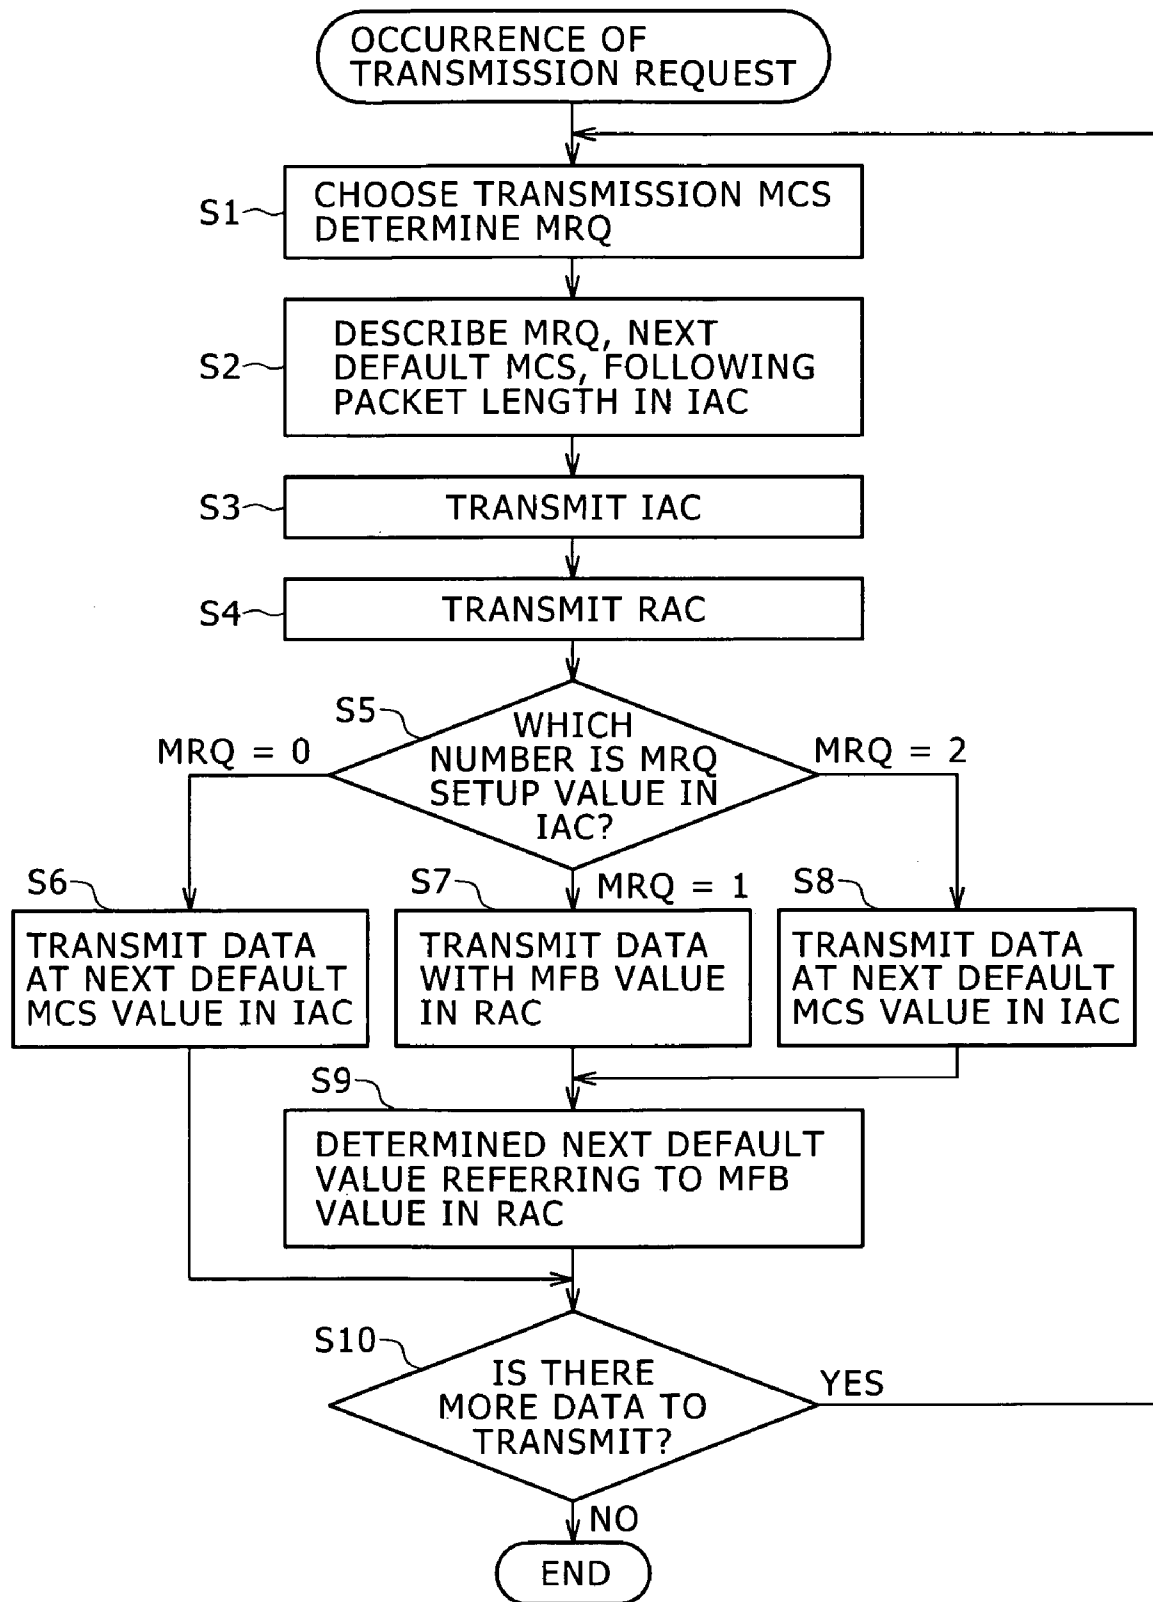 OCCURRENCE OF
TRANSMISSION REQUEST
S1
CHOOSE TRANSMISSION MCS
DETERMINE MRQ
S2
DESCRIBE MRQ, NEXT
DEFAULT MCS, FOLLOWING
PACKET LENGTH IN IAC
S3
TRANSMIT IAC
S4
TRANSMIT RAC
S5
WHICH
NUMBER IS MRQ
SETUP VALUE IN
IAC?
MRQ = 0
MRQ = 2
MRQ = 1
S6
TRANSMIT DATA
AT NEXT DEFAULT
MCS VALUE IN IAC
S7
TRANSMIT DATA
WITH MFB VALUE
IN RAC
S8
TRANSMIT DATA
AT NEXT DEFAULT
MCS VALUE IN IAC
S9
DETERMINED NEXT DEFAULT
VALUE REFERRING TO MFB
VALUE IN RAC
S10
IS THERE
MORE DATA TO
TRANSMIT?
YES
NO
END